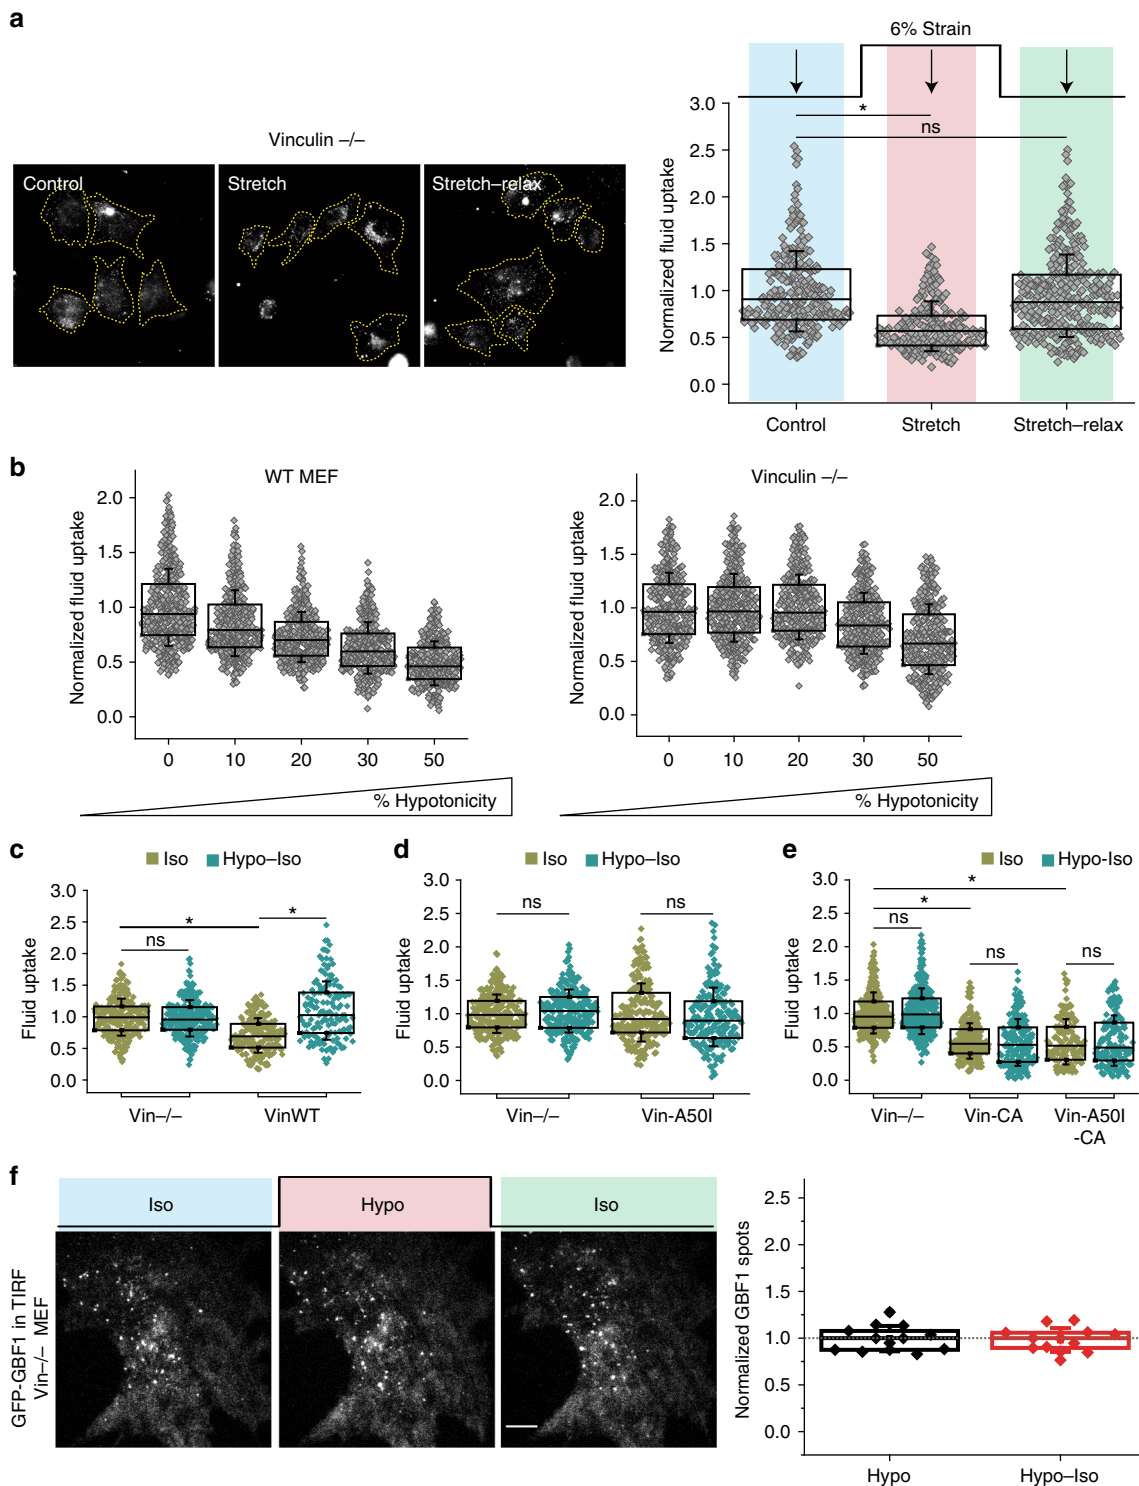 a
Vinculin –/–
Control
Stretch
Stretch–relax
6% Strain
*
ns
Normalized fluid uptake
3.0
2.5
2.0
1.5
1.0
0.5
0.0
Control Stretch Stretch–relax
b
WT MEF
Normalized fluid uptake
2.0
1.5
1.0
0.5
0.0
0 10 20 30 50
% Hypotonicity
Vinculin –/–
Normalized fluid uptake
2.0
1.5
1.0
0.5
0.0
0 10 20 30 50
% Hypotonicity
c
Iso Hypo–Iso
Fluid uptake
3.0
2.5
2.0
1.5
1.0
0.5
0.0
* *
ns
Vin–/– VinWT
d
Iso Hypo–Iso
Fluid uptake
3.0
2.5
2.0
1.5
1.0
0.5
0.0
ns ns
Vin–/– Vin-A50I
e
Iso Hypo-Iso
Fluid uptake
3.0
2.5
2.0
1.5
1.0
0.5
0.0
*
*
ns
ns ns
Vin–/– Vin-CA Vin-A50I
-CA
f
Iso Hypo Iso
GFP-GBF1 in TIRF
Vin–/– MEF
Normalized GBF1 spots
2.5
2.0
1.5
1.0
0.5
0.0
Hypo Hypo–Iso